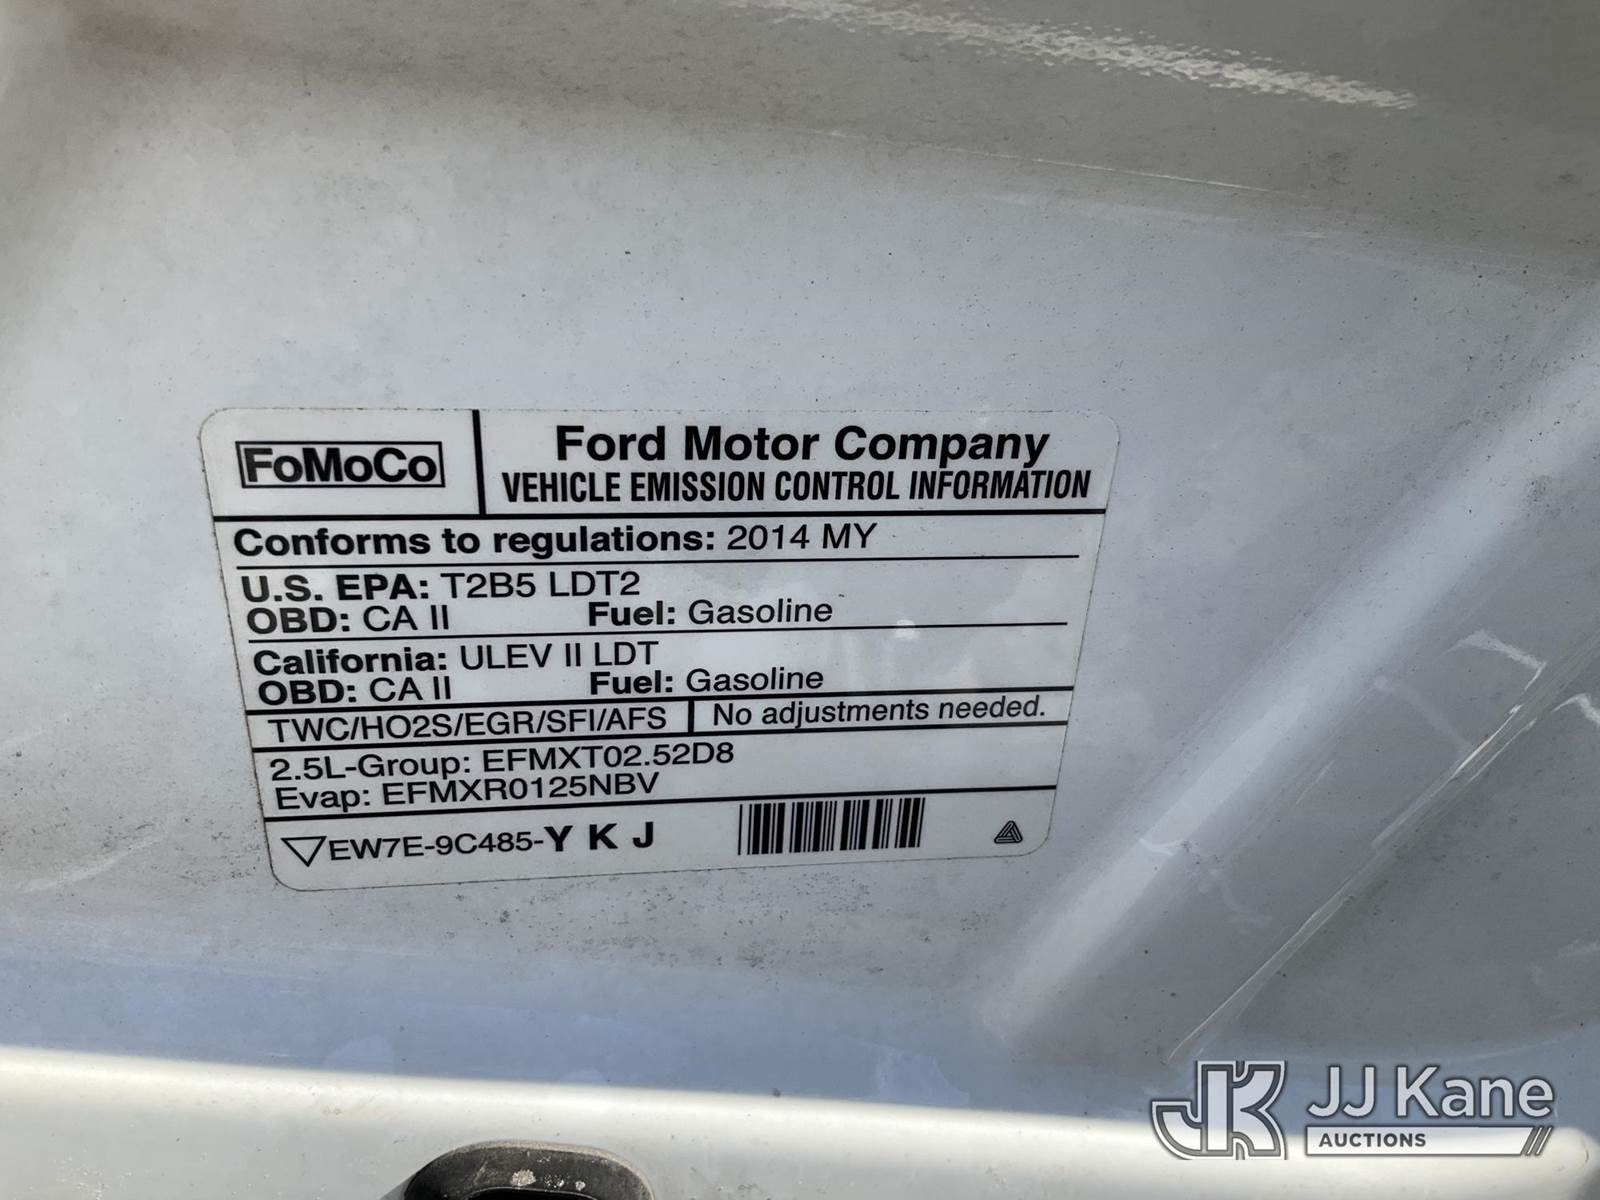 FoMoCo
Ford Motor Company
VEHICLE EMISSION CONTROL INFORMATION
Conforms to regulations: 2014 MY
U.S. EPA: T2B5 LDT2
OBD: CA II Fuel: Gasoline
California: ULEV II LDT
OBD: CA II Fuel: Gasoline
TWC/HO2S/EGR/SFI/AFS No adjustments needed.
2.5L-Group: EFMXT02.52D8
Evap: EFMXR0125NBV
EW7E-9C485-Y K J
JK JJ Kane
AUCTIONS